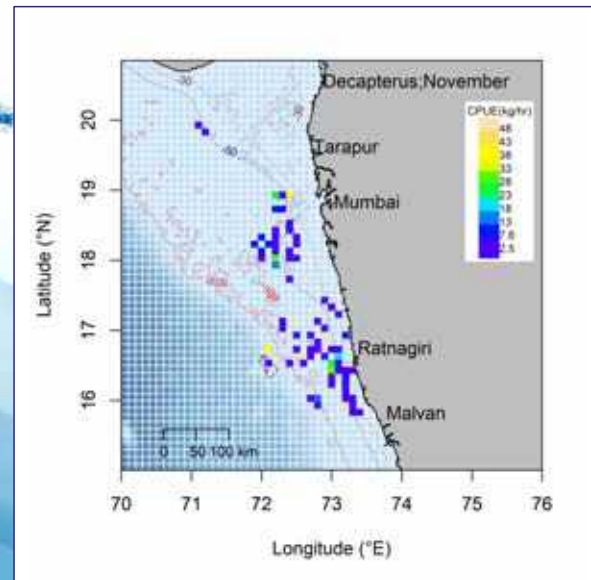 Decapterus;November
CPUE(kg/hr)
48
43
38
33
28
23
18
13
7.6
2.5
Tarapur
Mumbai
Ratnagiri
Malvan
-30
-50
0 50 100 km
20
19
18
17
16
Latitude (°N)
70 71 72 73 74 75 76
Longitude (°E)